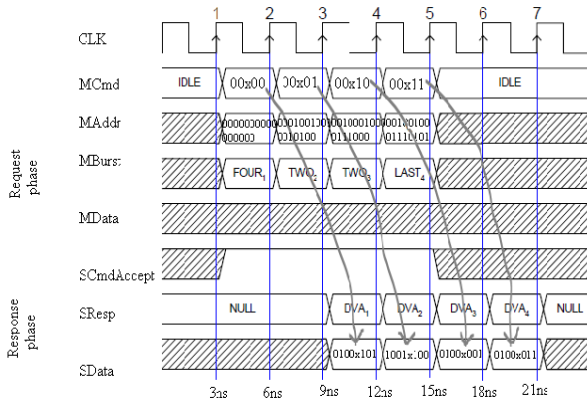 1 2 3 4 5 6 7
CLK
MCmd IDLE 00x00 00x01 00x10 00x11 IDLE
MAddr
MBurst FOUR1 TWO2 TWO3 LAST4
Request phase
MData
SCmdAccept
SResp NULL DVA1 DVA2 DVA3 DVA4 NULL
Response phase
SData 0100x101 1001x100 0100x001 0100x011
3ns 6ns 9ns 12ns 15ns 18ns 21ns